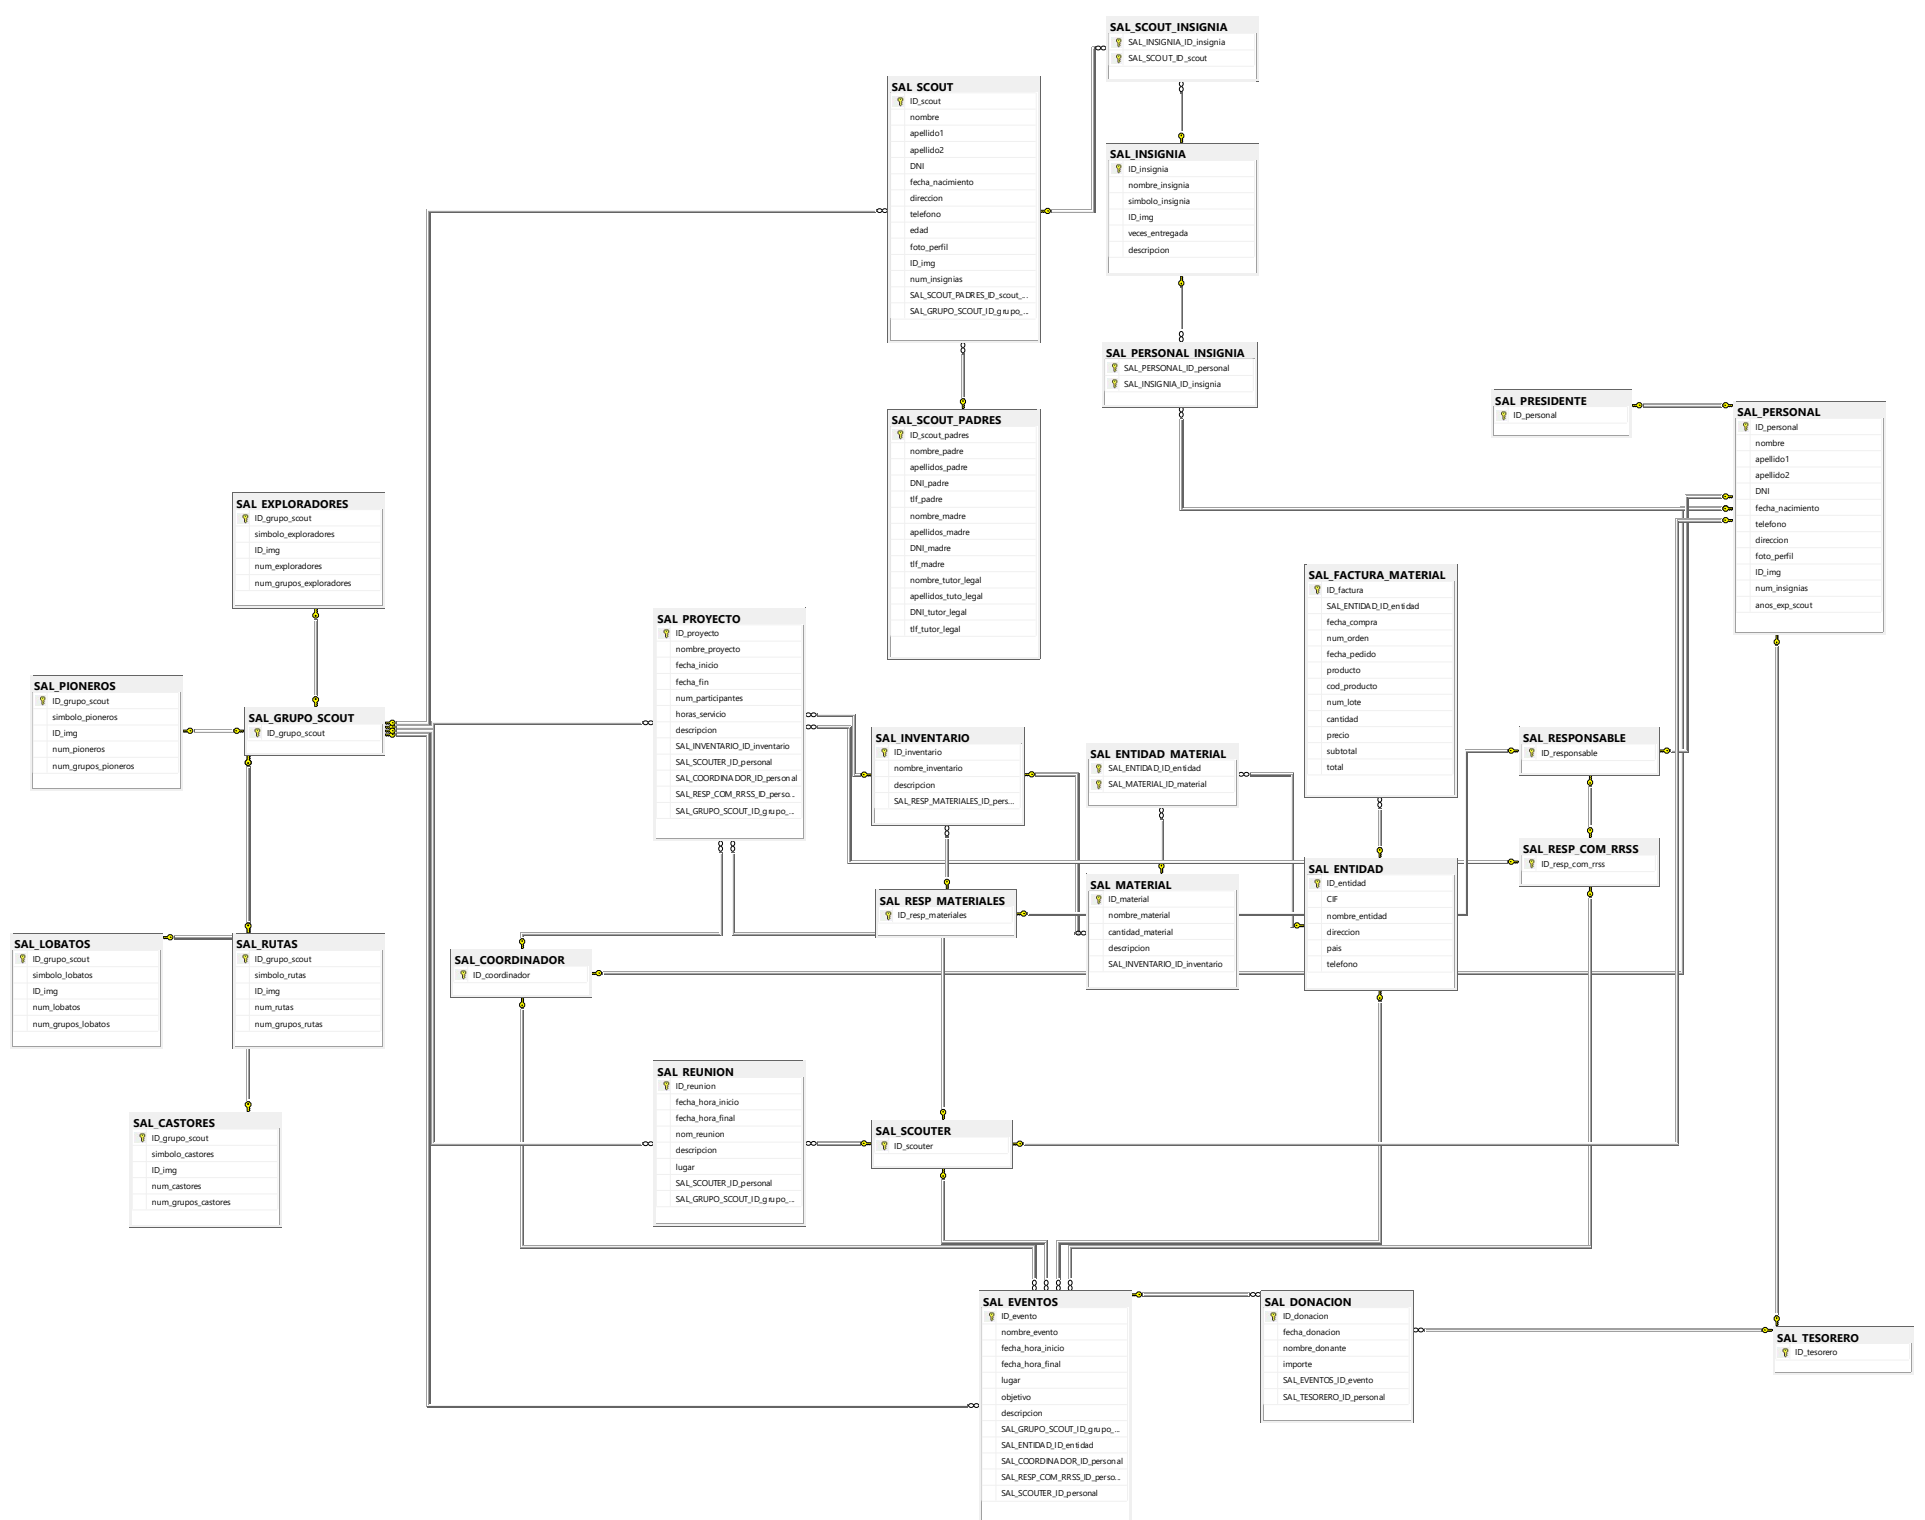 SAL_SCOUT_INSIGNIA
SAL_INSIGNIA_ID_insignia
SAL_SCOUT_ID_scout
SAL_SCOUT
ID_scout
nombre
apellido1
apellido2
DNI
fecha_nacimiento
direccion
telefono
edad
foto_perfil
ID_img
num_insignias
SAL_SCOUT_PADRES_ID_scout_...
SAL_GRUPO_SCOUT_ID_grupo_...
SAL_INSIGNIA
ID_insignia
nombre_insignia
simbolo_insignia
ID_img
veces_entregada
descripcion
SAL_PERSONAL_INSIGNIA
SAL_PERSONAL_ID_personal
SAL_INSIGNIA_ID_insignia
SAL_PRESIDENTE
ID_personal
SAL_PERSONAL
ID_personal
nombre
apellido1
apellido2
DNI
fecha_nacimiento
telefono
direccion
foto_perfil
ID_img
num_insignias
anos_exp_scout
SAL_SCOUT_PADRES
ID_scout_padres
nombre_padre
apellidos_padre
DNI_padre
tlf_padre
nombre_madre
apellidos_madre
DNI_madre
tlf_madre
nombre_tutor_legal
apellidos_tuto_legal
DNI_tutor_legal
tlf_tutor_legal
SAL_EXPLORADORES
ID_grupo_scout
simbolo_exploradores
ID_img
num_exploradores
num_grupos_exploradores
SAL_FACTURA_MATERIAL
ID_factura
SAL_ENTIDAD_ID_entidad
fecha_compra
num_orden
fecha_pedido
producto
cod_producto
num_lote
cantidad
precio
subtotal
total
SAL_PROYECTO
ID_proyecto
nombre_proyecto
fecha_inicio
fecha_fin
num_participantes
horas_servicio
descripcion
SAL_INVENTARIO_ID_inventario
SAL_SCOUTER_ID_personal
SAL_COORDINADOR_ID_personal
SAL_RESP_COM_RRSS_ID_perso...
SAL_GRUPO_SCOUT_ID_grupo_...
SAL_PIONEROS
ID_grupo_scout
simbolo_pioneros
ID_img
num_pioneros
num_grupos_pioneros
SAL_GRUPO_SCOUT
ID_grupo_scout
SAL_INVENTARIO
ID_inventario
nombre_inventario
descripcion
SAL_RESP_MATERIALES_ID_pers...
SAL_ENTIDAD_MATERIAL
SAL_ENTIDAD_ID_entidad
SAL_MATERIAL_ID_material
SAL_RESPONSABLE
ID_responsable
SAL_RESP_COM_RRSS
ID_resp_com_rrss
SAL_ENTIDAD
ID_entidad
CIF
nombre_entidad
direccion
pais
telefono
SAL_MATERIAL
ID_material
nombre_material
cantidad_material
descripcion
SAL_INVENTARIO_ID_inventario
SAL_RESP_MATERIALES
ID_resp_materiales
SAL_LOBATOS
ID_grupo_scout
simbolo_lobatos
ID_img
num_lobatos
num_grupos_lobatos
SAL_RUTAS
ID_grupo_scout
simbolo_rutas
ID_img
num_rutas
num_grupos_rutas
SAL_COORDINADOR
ID_coordinador
SAL_REUNION
ID_reunion
fecha_hora_inicio
fecha_hora_final
nom_reunion
descripcion
lugar
SAL_SCOUTER_ID_personal
SAL_GRUPO_SCOUT_ID_grupo_...
SAL_CASTORES
ID_grupo_scout
simbolo_castores
ID_img
num_castores
num_grupos_castores
SAL_SCOUTER
ID_scouter
SAL_EVENTOS
ID_evento
nombre_evento
fecha_hora_inicio
fecha_hora_final
lugar
objetivo
descripcion
SAL_GRUPO_SCOUT_ID_grupo_...
SAL_ENTIDAD_ID_entidad
SAL_COORDINADOR_ID_personal
SAL_RESP_COM_RRSS_ID_perso...
SAL_SCOUTER_ID_personal
SAL_DONACION
ID_donacion
fecha_donacion
nombre_donante
importe
SAL_EVENTOS_ID_evento
SAL_TESORERO_ID_personal
SAL_TESORERO
ID_tesorero